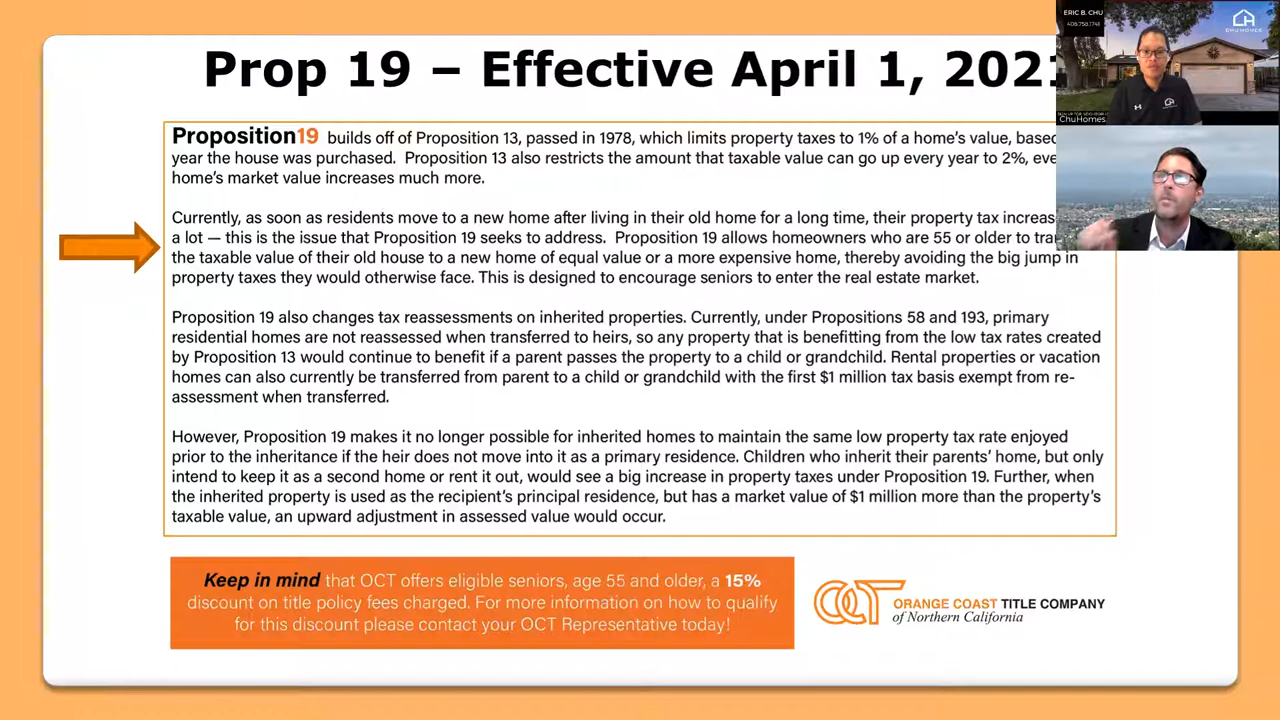 Prop 19 – Effective April 1, 2021
ERIC B. CHU
408.758.1741
CHU HOMES
ChuHomes
Proposition19 builds off of Proposition 13, passed in 1978, which limits property taxes to 1% of a home's value, based
year the house was purchased. Proposition 13 also restricts the amount that taxable value can go up every year to 2%, eve
home's market value increases much more.
Currently, as soon as residents move to a new home after living in their old home for a long time, their property tax increas
a lot — this is the issue that Proposition 19 seeks to address. Proposition 19 allows homeowners who are 55 or older to tra
the taxable value of their old house to a new home of equal value or a more expensive home, thereby avoiding the big jump in
property taxes they would otherwise face. This is designed to encourage seniors to enter the real estate market.
Proposition 19 also changes tax reassessments on inherited properties. Currently, under Propositions 58 and 193, primary
residential homes are not reassessed when transferred to heirs, so any property that is benefitting from the low tax rates created
by Proposition 13 would continue to benefit if a parent passes the property to a child or grandchild. Rental properties or vacation
homes can also currently be transferred from parent to a child or grandchild with the first $1 million tax basis exempt from re-
assessment when transferred.
However, Proposition 19 makes it no longer possible for inherited homes to maintain the same low property tax rate enjoyed
prior to the inheritance if the heir does not move into it as a primary residence. Children who inherit their parents' home, but only
intend to keep it as a second home or rent it out, would see a big increase in property taxes under Proposition 19. Further, when
the inherited property is used as the recipient's principal residence, but has a market value of $1 million more than the property's
taxable value, an upward adjustment in assessed value would occur.
Keep in mind that OCT offers eligible seniors, age 55 and older, a 15%
discount on title policy fees charged. For more information on how to qualify
for this discount please contact your OCT Representative today!
OCT
ORANGE COAST TITLE COMPANY
of Northern California